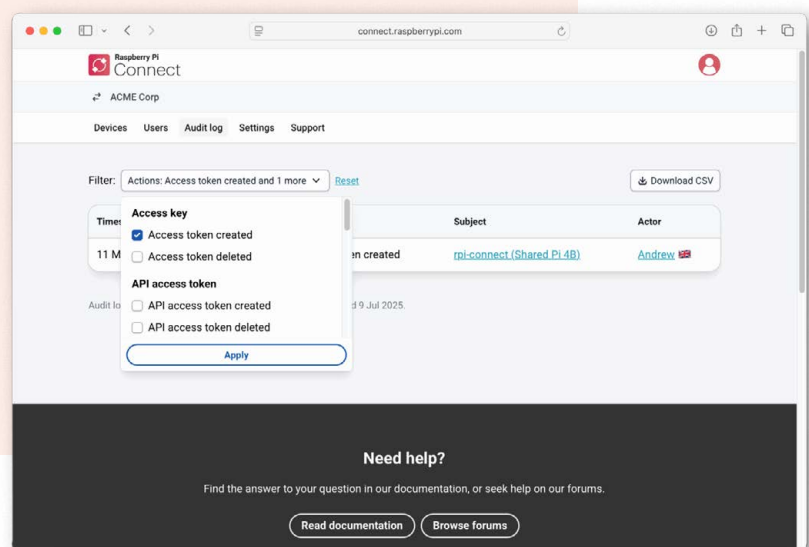 connect.raspberrypi.com
Raspberry Pi
Connect
ACME Corp
Devices Users Audit log Settings Support
Filter: Actions: Access token created and 1 more Reset Download CSV
Subject Actor
Access key
Access token created
11 M en created rpi-connect (Shared Pi 4B) Andrew
Access token deleted
API access token
Audit lo API access token created d 9 Jul 2025.
API access token deleted
Apply
Need help?
Find the answer to your question in our documentation, or seek help on our forums.
Read documentation Browse forums